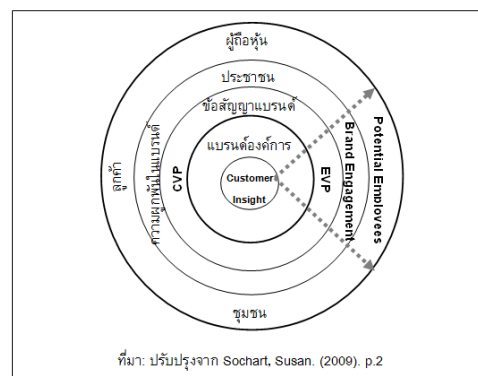 ผู้ถือหุ้น
ประชาชน
ข้อสัญญาแบรนด์
แบรนด์องค์การ
Customer
Insight
ลูกค้า
ความผูกพันในแบรนด์
CVP
EVP
Brand Engagement
Potential Employees
ชุมชน
ที่มา: ปรับปรุงจาก Sochart, Susan. (2009). p.2